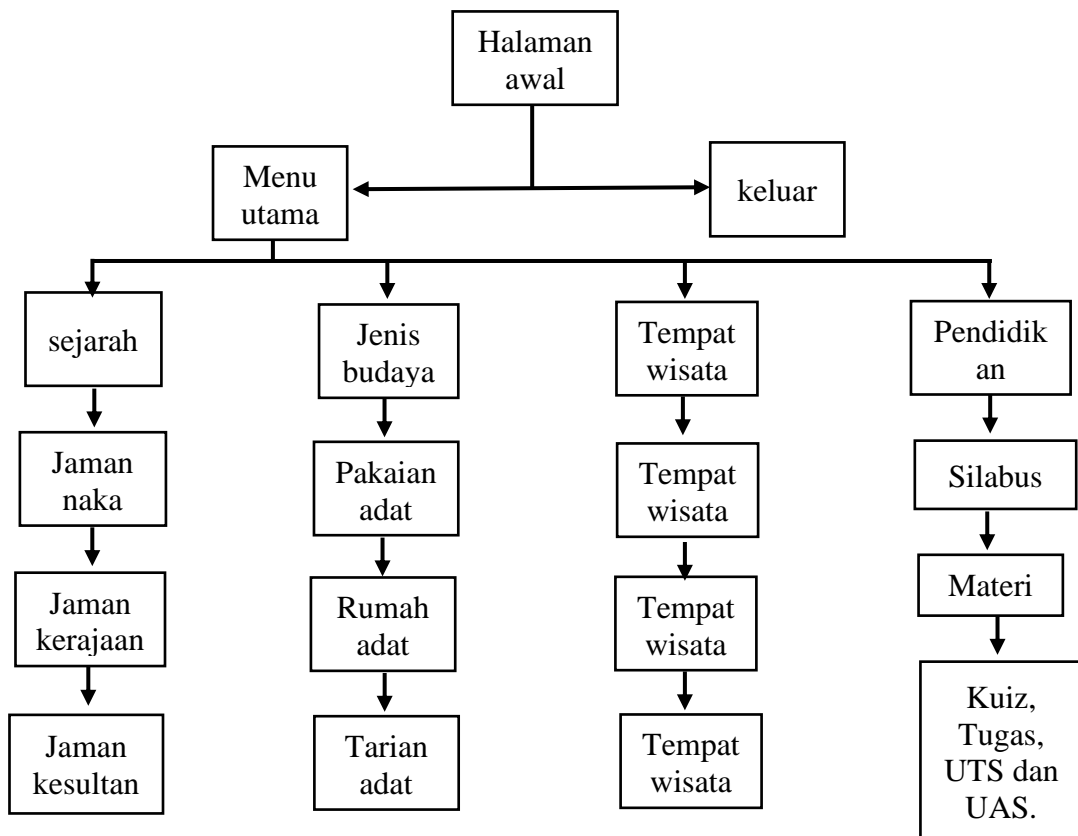 Halaman
awal
Menu
utama
keluar
sejarah
Jenis
budaya
Tempat
wisata
Pendidik
an
Jaman
naka
Pakaian
adat
Tempat
wisata
Silabus
Jaman
kerajaan
Rumah
adat
Tempat
wisata
Materi
Jaman
kesultan
Tarian
adat
Tempat
wisata
Kuiz,
Tugas,
UTS dan
UAS.